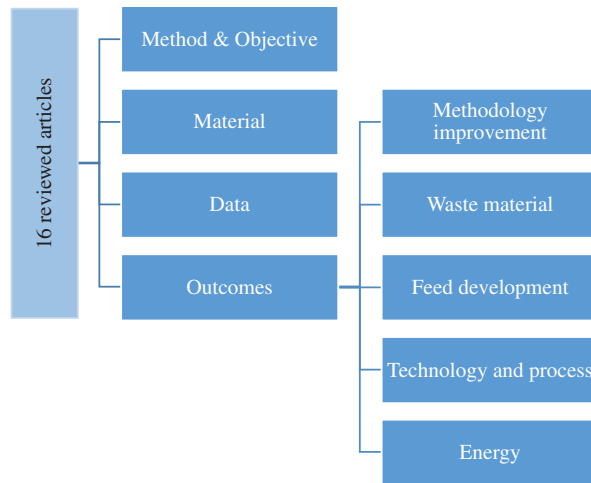 16 reviewed articles
Method & Objective
Material
Data
Outcomes
Methodology
improvement
Waste material
Feed development
Technology and process
Energy